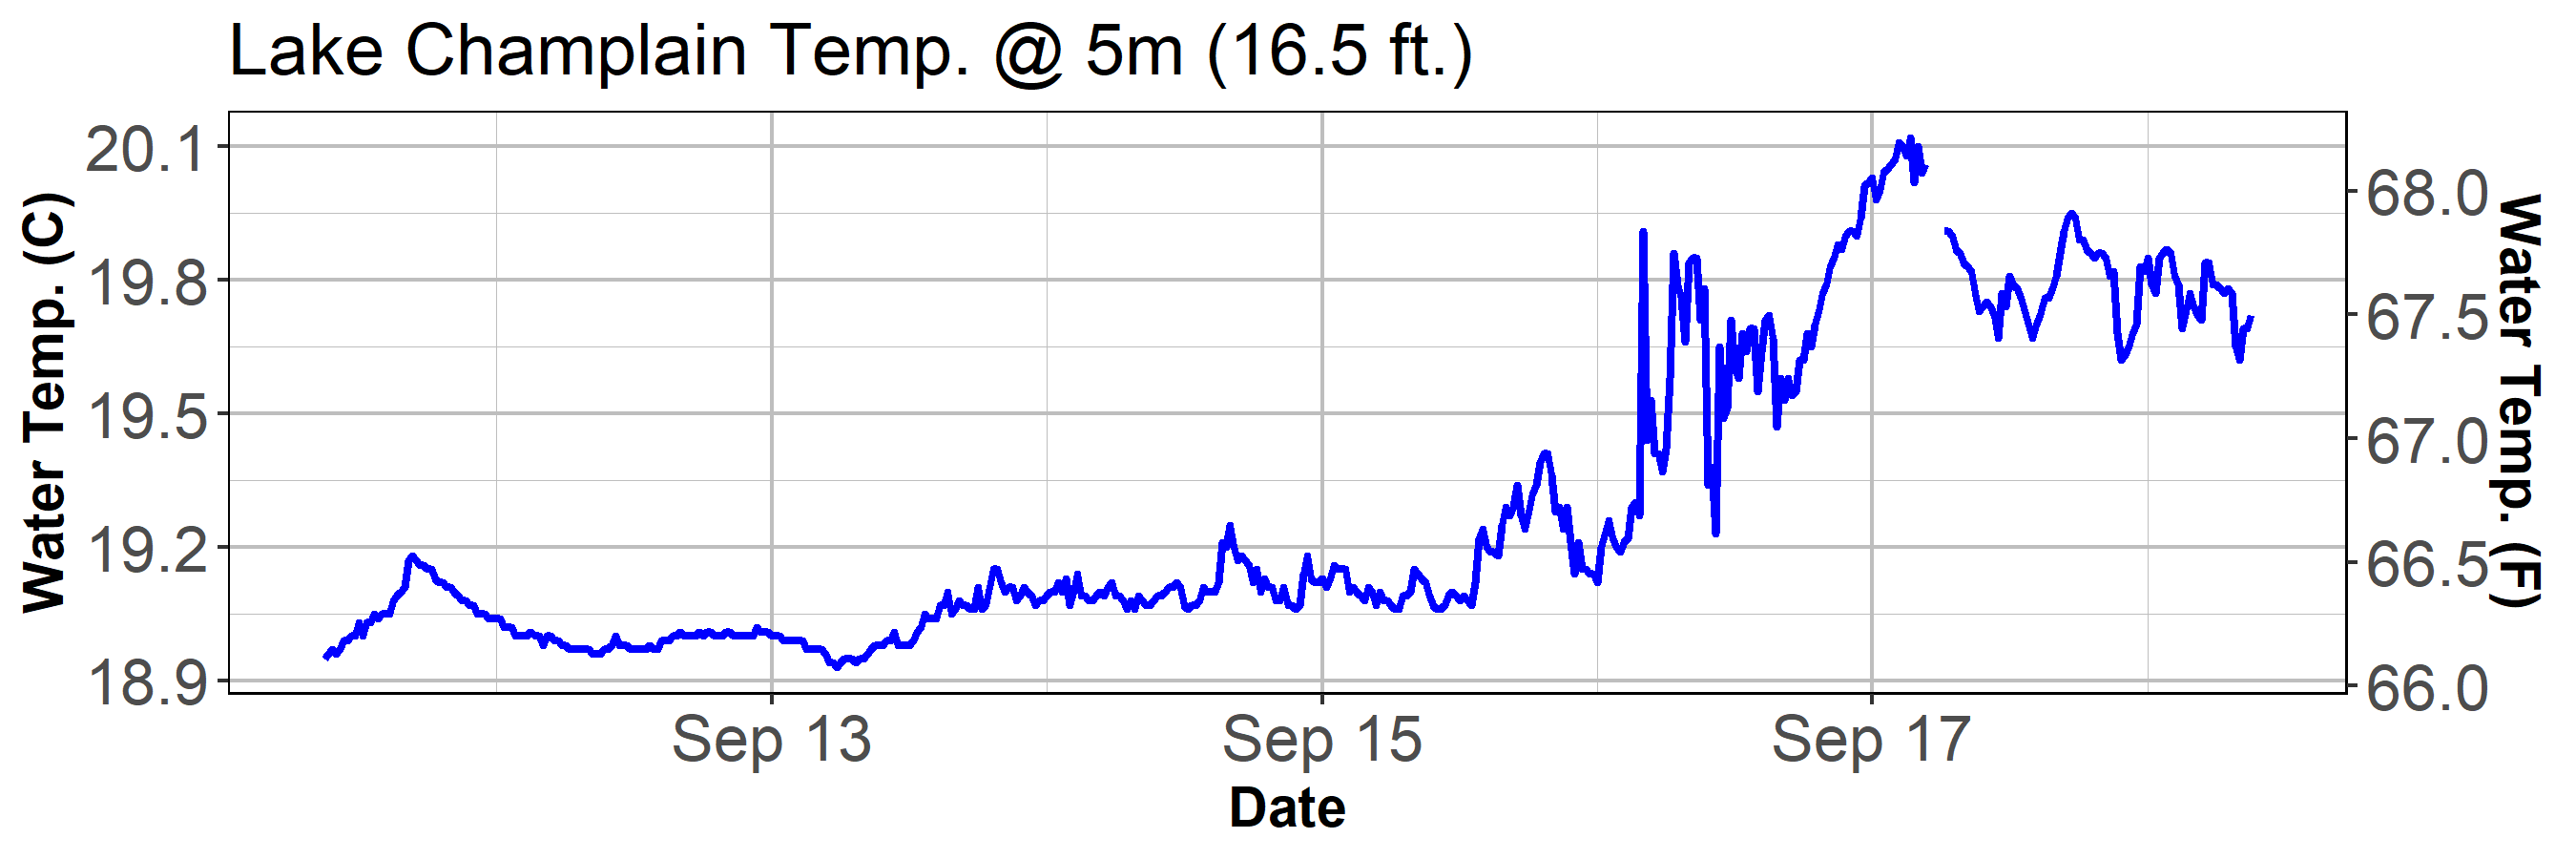 Lake Champlain Temp. @ 5m (16.5 ft.)
20.1
19.8
19.5
19.2
18.9
Water Temp. (C)
68.0
67.5
67.0
66.5
66.0
Water Temp. (F)
Sep 13 Sep 15 Sep 17
Date